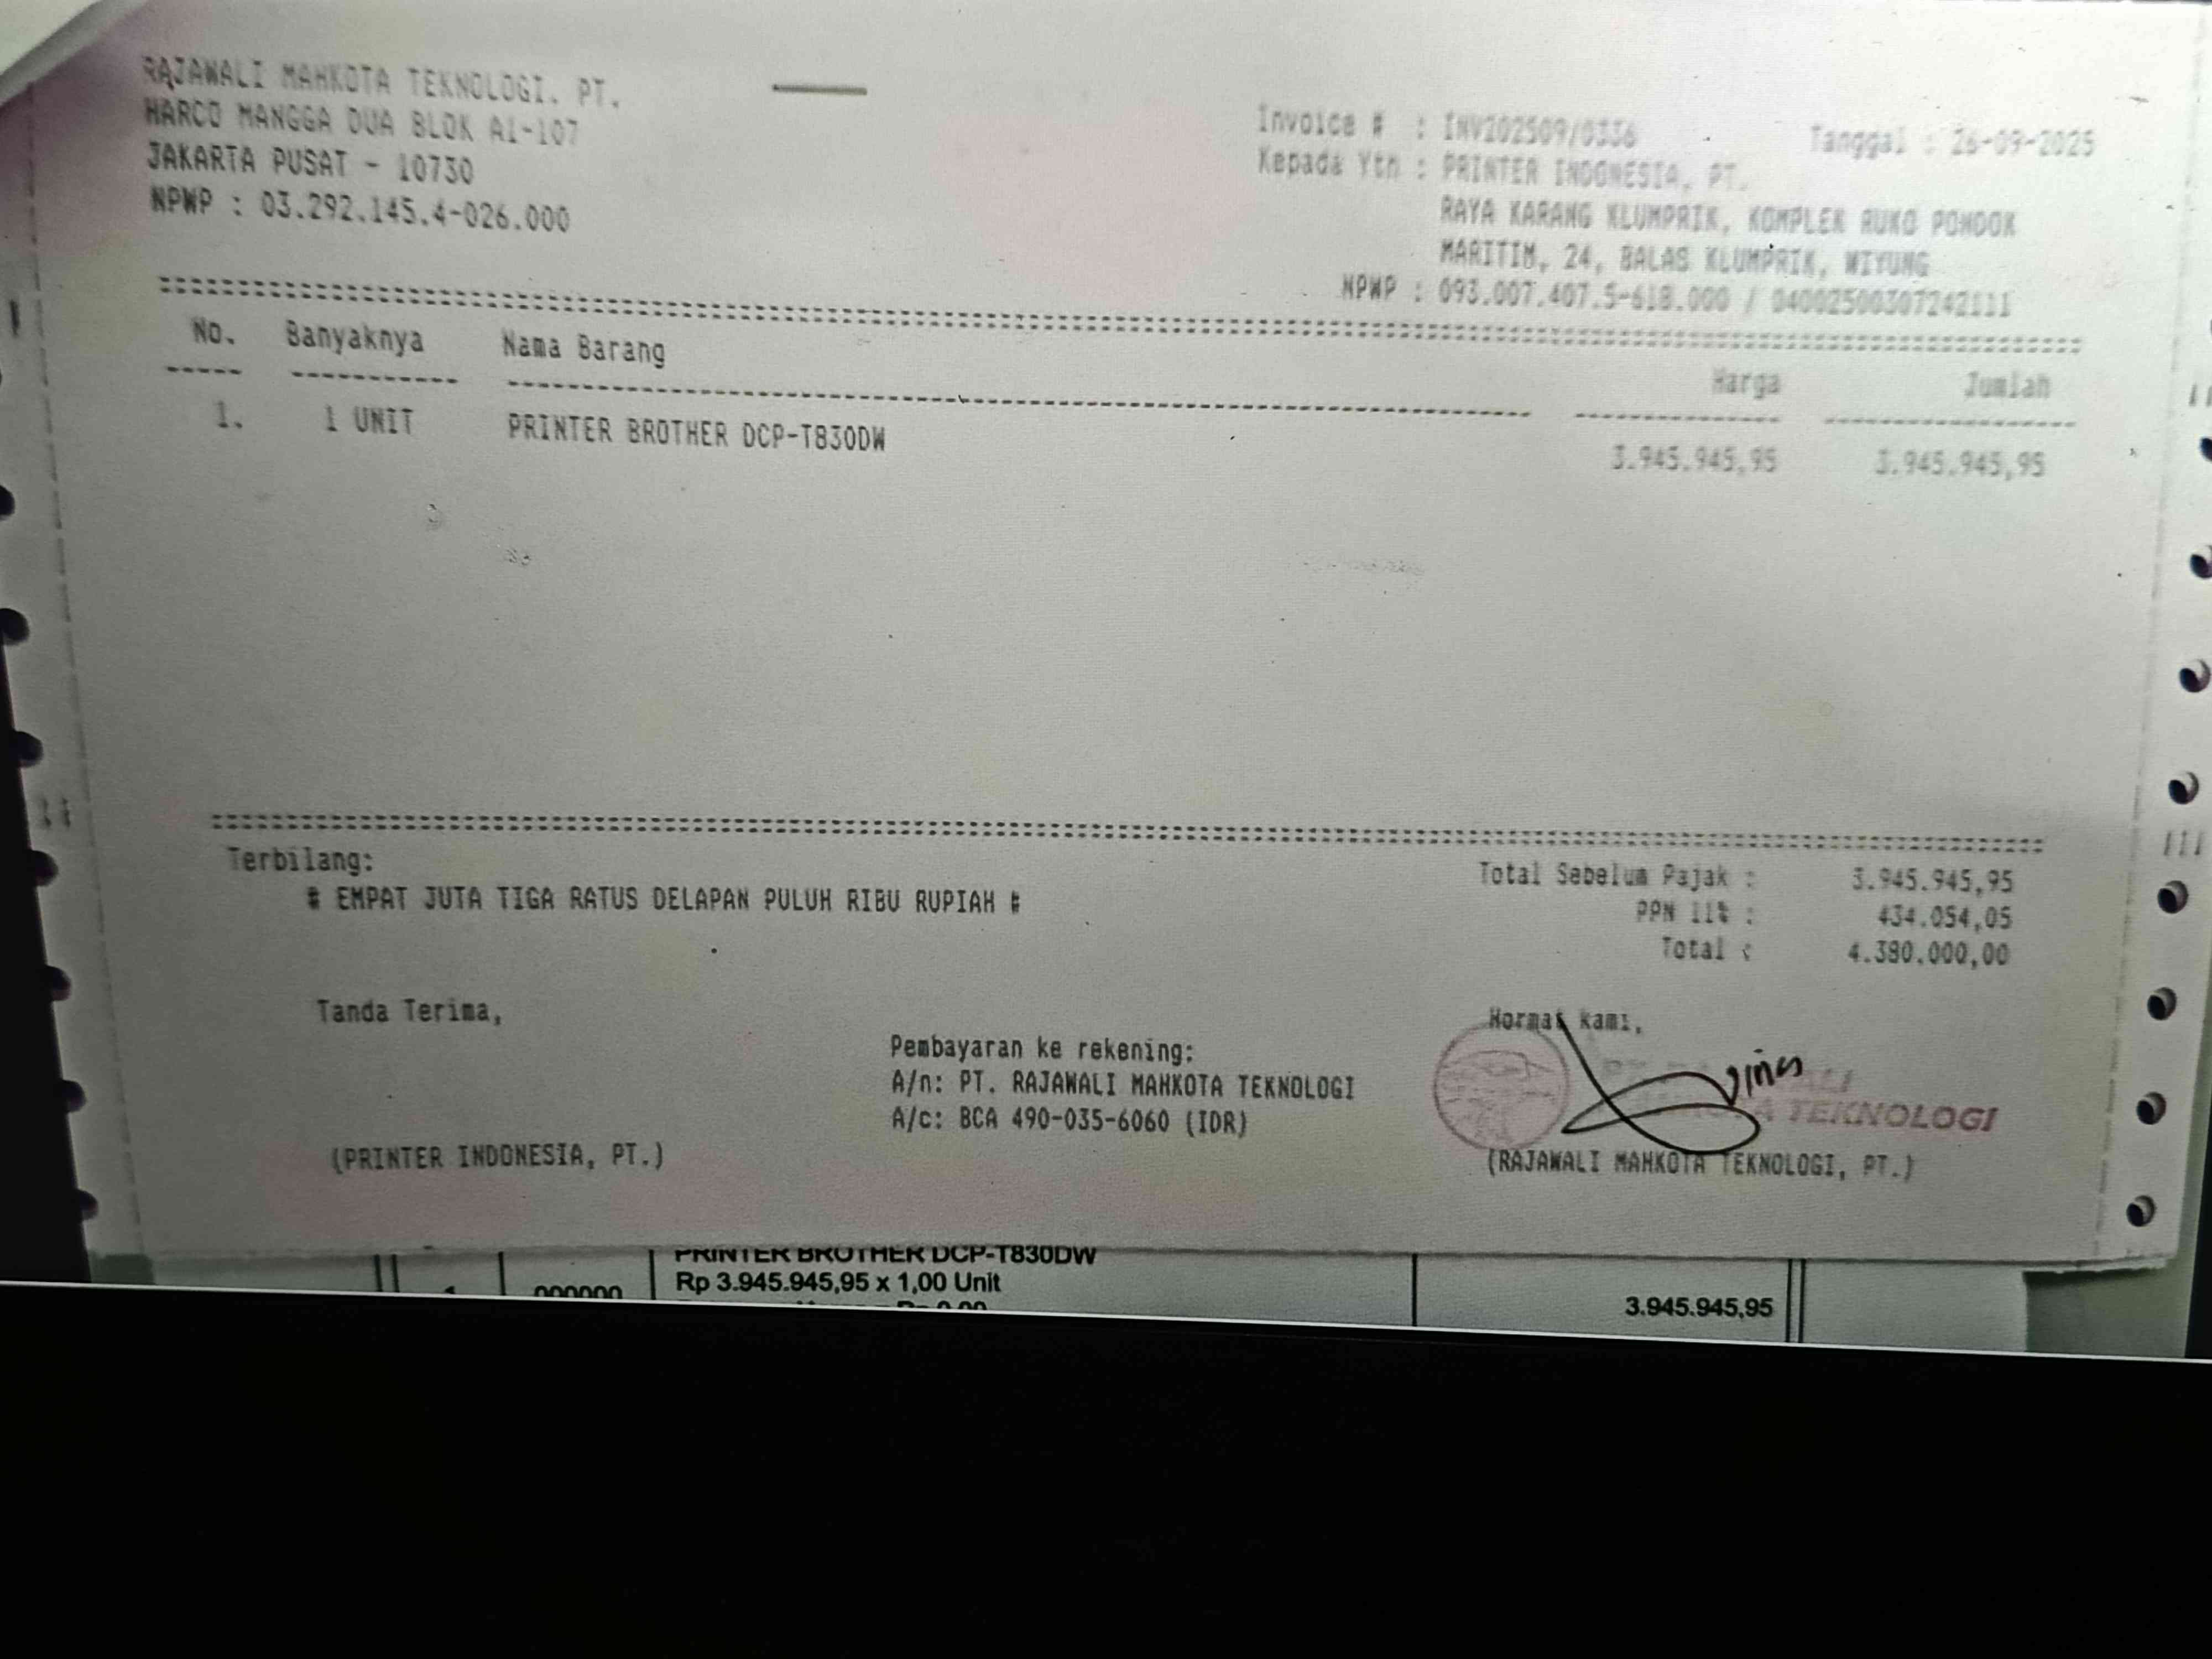 RAJAWALI MAHKOTA TEKNOLOGI. PT.
HARCO MANGGA DUA BLOK A1-107
JAKARTA PUSAT - 10730
NPWP : 03.292.145.4-026.000
Invoice # : INV202509/0336 Tanggal : 26-09-2025
Kepada Yth : PRINTER INDONESIA, PT.
RAYA KARANG KLUMPRIK, KOMPLEK RUKO PONDOK
MARITIM, 24, BALAS KLUMPRIK, WIYUNG
NPWP : 093.007.407.5-618.000 /
No. Banyaknya Nama Barang Harga Jumlah
1. 1 UNIT PRINTER BROTHER DCP-T830DW 3.945.945,95 3.945.945,95
Terbilang:
# EMPAT JUTA TIGA RATUS DELAPAN PULUH RIBU RUPIAH #
Total Sebelum Pajak : 3.945.945,95
PPN 11% : 434.054,05
Total : 4.380.000,00
Tanda Terima,
(PRINTER INDONESIA, PT.)
Pembayaran ke rekening:
A/n: PT. RAJAWALI MAHKOTA TEKNOLOGI
A/c: BCA 490-035-6060 (IDR)
Hormat kami,
TEKNOLOGI
(RAJAWALI MAHKOTA TEKNOLOGI, PT.)
PRINTER BROTHER DCP-T830DW
1 000000 Rp 3.945.945,95 x 1,00 Unit
3.945.945,95